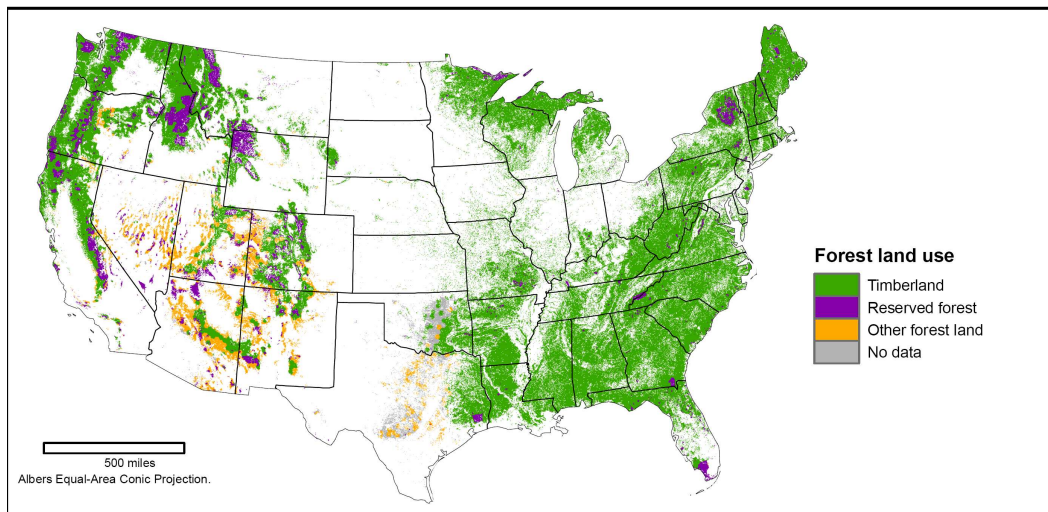 Forest land use
Timberland
Reserved forest
Other forest land
No data
500 miles
Albers Equal-Area Conic Projection.